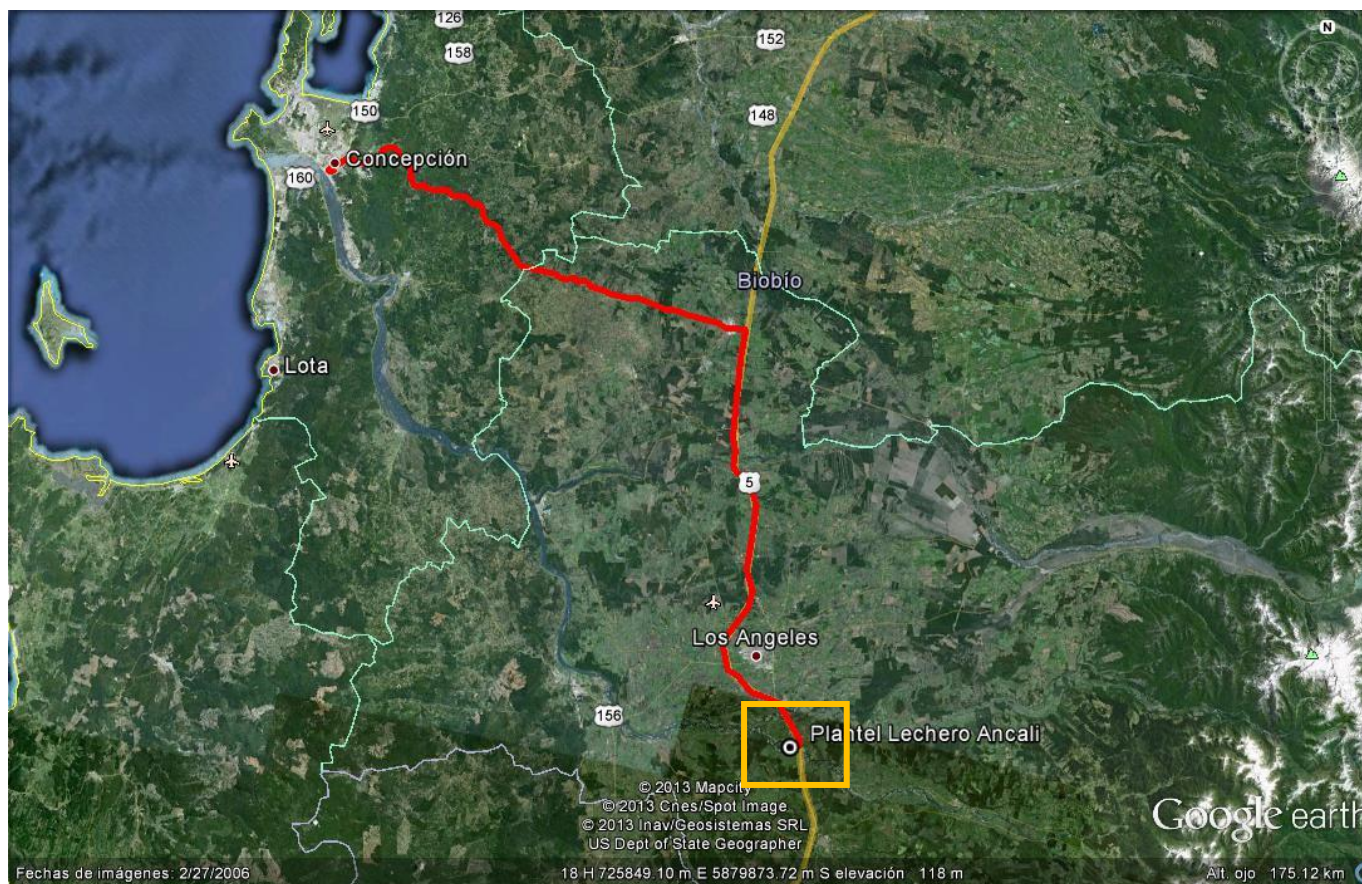 126
152
N
158
150
148
Concepción
160
Biobío
Lota
5
Los Angeles
156
Plantel Lechero Ancali
© 2013 Mapcity
© 2013 Cnes/Spot Image
© 2013 Inav/Geosistemas SRL
US Dept of State Geographer
Google earth
Fechas de imágenes: 2/27/2006
18 H 725849.10 m E 5879873.72 m S elevación 118 m
Alt. ojo 175.12 km